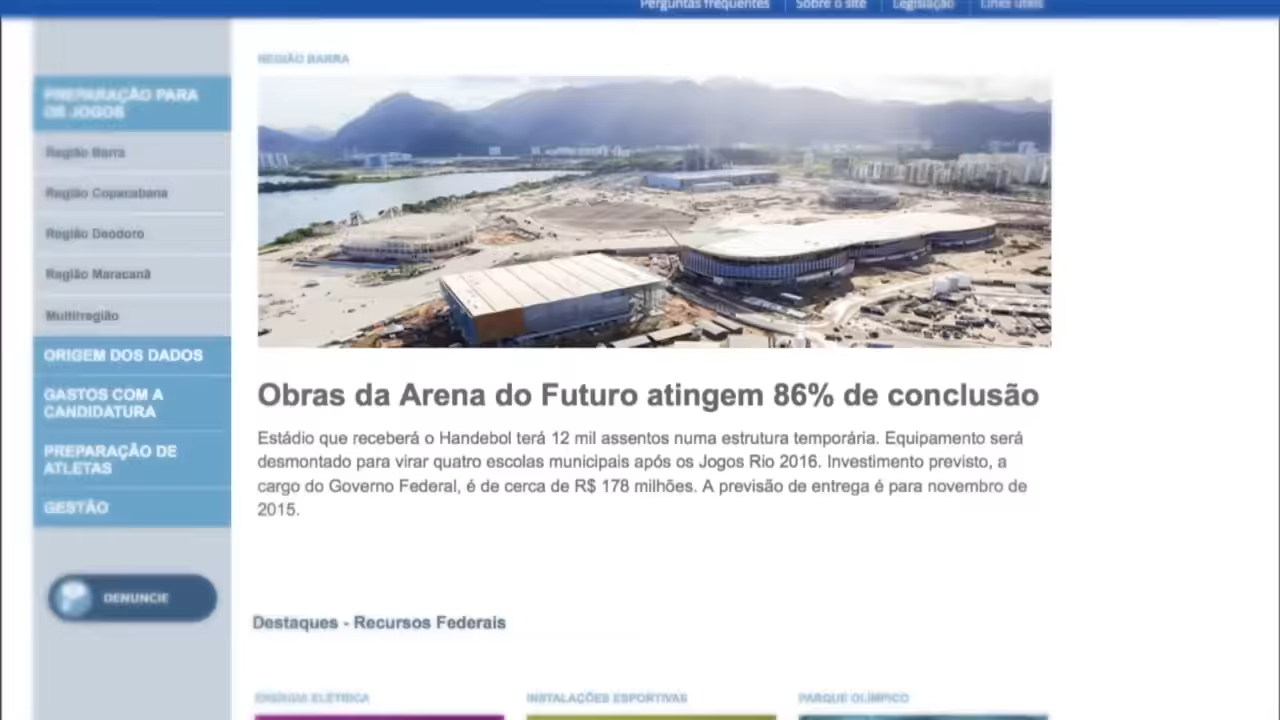 Perguntas frequentes
Sobre o site
Legislação
Links úteis
REGIÃO BARRA
PREPARAÇÃO PARA
OS JOGOS
Região Barra
Região Copacabana
Região Deodoro
Região Maracanã
Multirregião
ORIGEM DOS DADOS
GASTOS COM A
CANDIDATURA
PREPARAÇÃO DE
ATLETAS
GESTÃO
DENUNCIE
Obras da Arena do Futuro atingem 86% de conclusão
Estádio que receberá o Handebol terá 12 mil assentos numa estrutura temporária. Equipamento será
desmontado para virar quatro escolas municipais após os Jogos Rio 2016. Investimento previsto, a
cargo do Governo Federal, é de cerca de R$ 178 milhões. A previsão de entrega é para novembro de
2015.
Destaques - Recursos Federais
ENERGIA ELÉTRICA
INSTALAÇÕES ESPORTIVAS
PARQUE OLÍMPICO